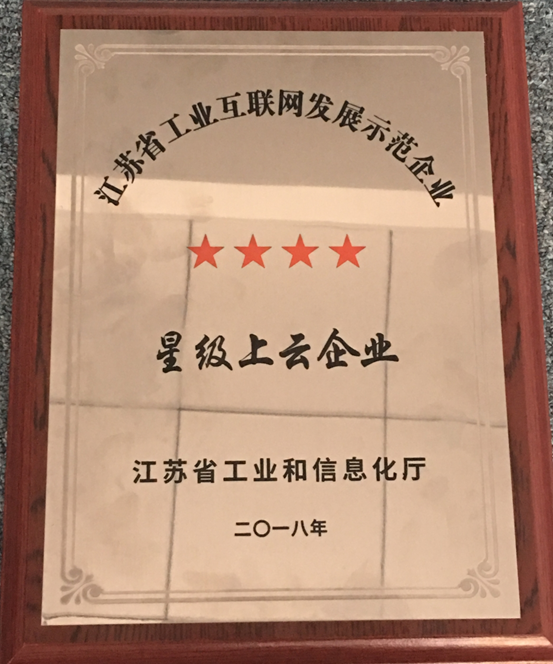 江苏省工业互联网发展示范企业
★★★★
星级上云企业
江苏省工业和信息化厅
二〇一八年